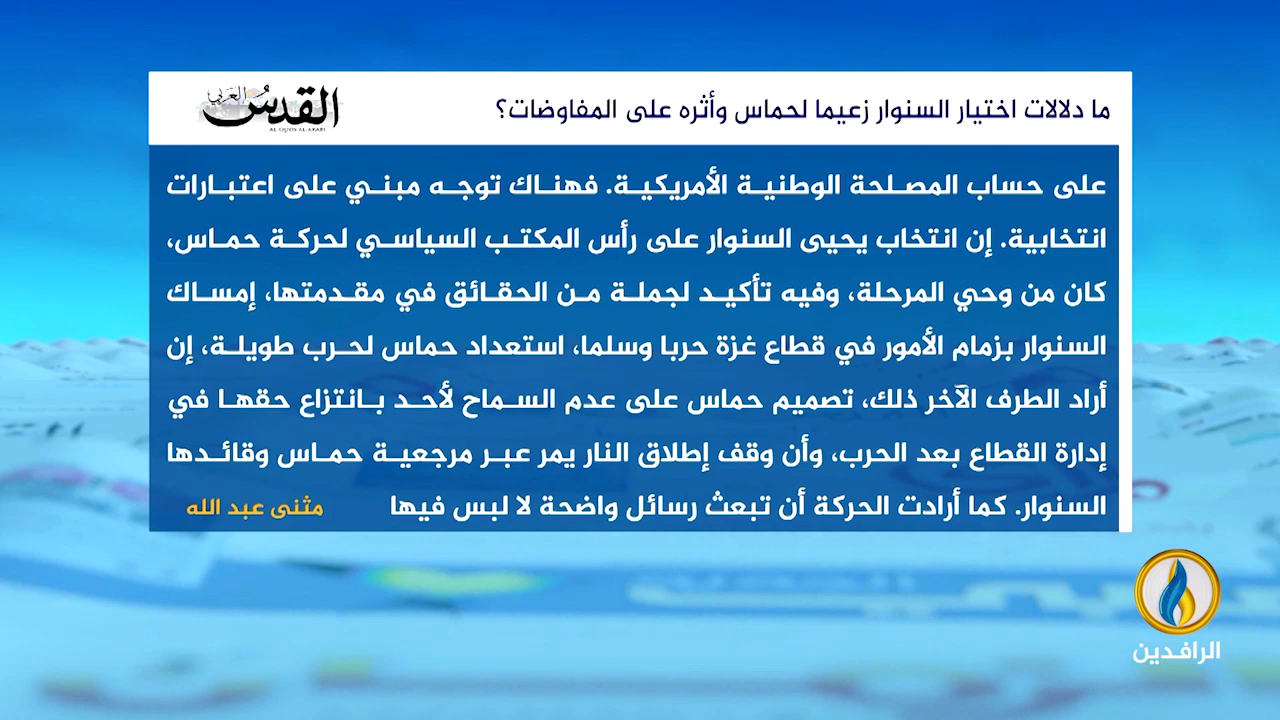 ما دلالات اختيار السنوار زعيما لحماس وأثره على المفاوضات؟
القدس العربي
AL-QUDS AL-ARABI
على حساب المصلحة الوطنية الأمريكية. فهناك توجه مبني على اعتبارات
انتخابية. إن انتخاب يحيى السنوار على رأس المكتب السياسي لحركة حماس،
كان من وحي المرحلة، وفيه تأكيد لجملة من الحقائق في مقدمتها، إمساك
السنوار بزمام الأمور في قطاع غزة حربا وسلما، استعداد حماس لحرب طويلة، إن
أراد الطرف الآخر ذلك، تصميم حماس على عدم السماح لأحد بانتزاع حقها في
إدارة القطاع بعد الحرب، وأن وقف إطلاق النار يمر عبر مرجعية حماس وقائدها
السنوار. كما أرادت الحركة أن تبعث رسائل واضحة لا لبس فيها
مثنى عبد الله
الرافدين